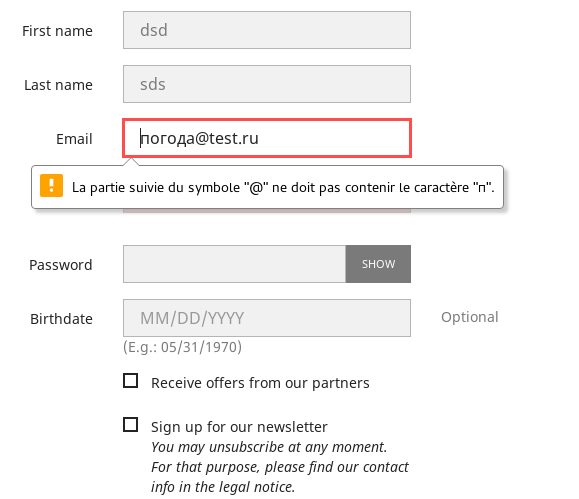 First name dsd
Last name sds
Email погода@test.ru
! La partie suivie du symbole "@" ne doit pas contenir le caractère "п".
Password SHOW
Birthdate MM/DD/YYYY Optional
(E.g.: 05/31/1970)
Receive offers from our partners
Sign up for our newsletter
You may unsubscribe at any moment.
For that purpose, please find our contact
info in the legal notice.